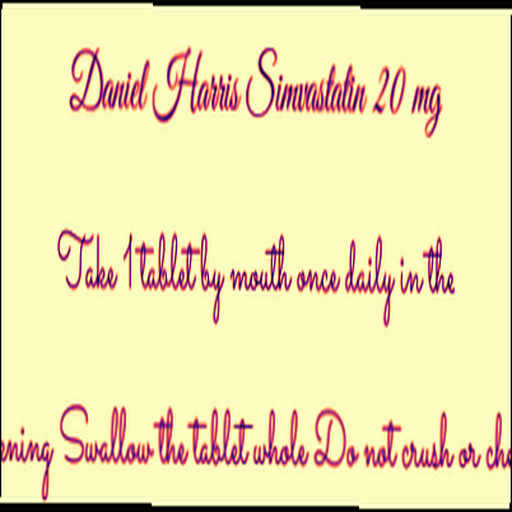 Daniel Harris Simvastatin 20 mg
Take 1 tablet by mouth once daily in the
Swallow the tablet whole Do not crush or